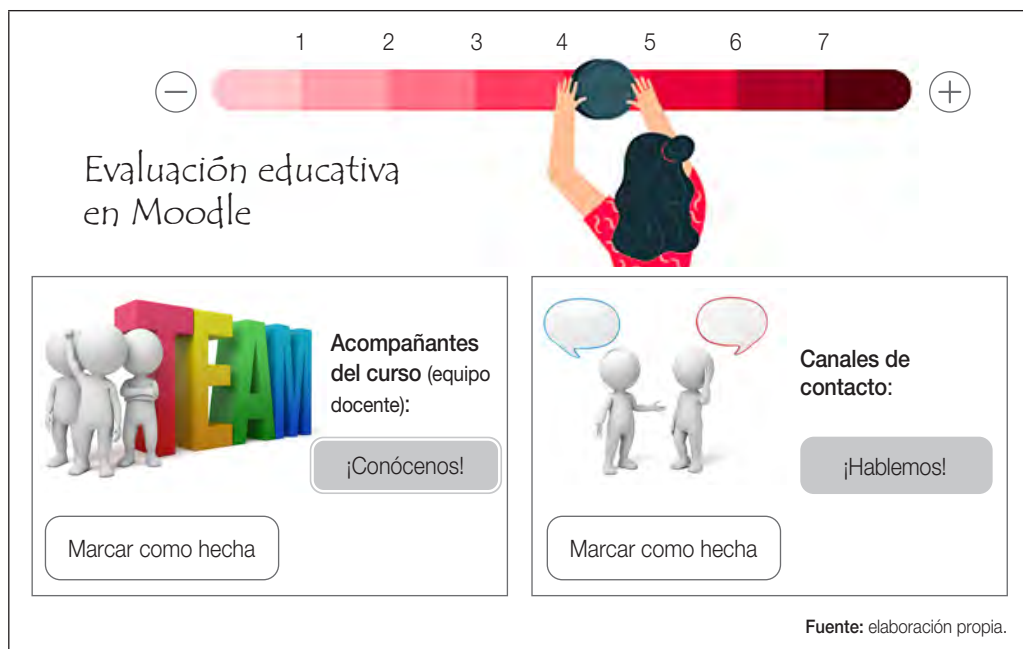 1 2 3 4 5 6 7
− +
Evaluación educativa
en Moodle
TEAM
Acompañantes
del curso (equipo
docente):
¡Conócenos!
Marcar como hecha
Canales de
contacto:
¡Hablemos!
Marcar como hecha
Fuente: elaboración propia.